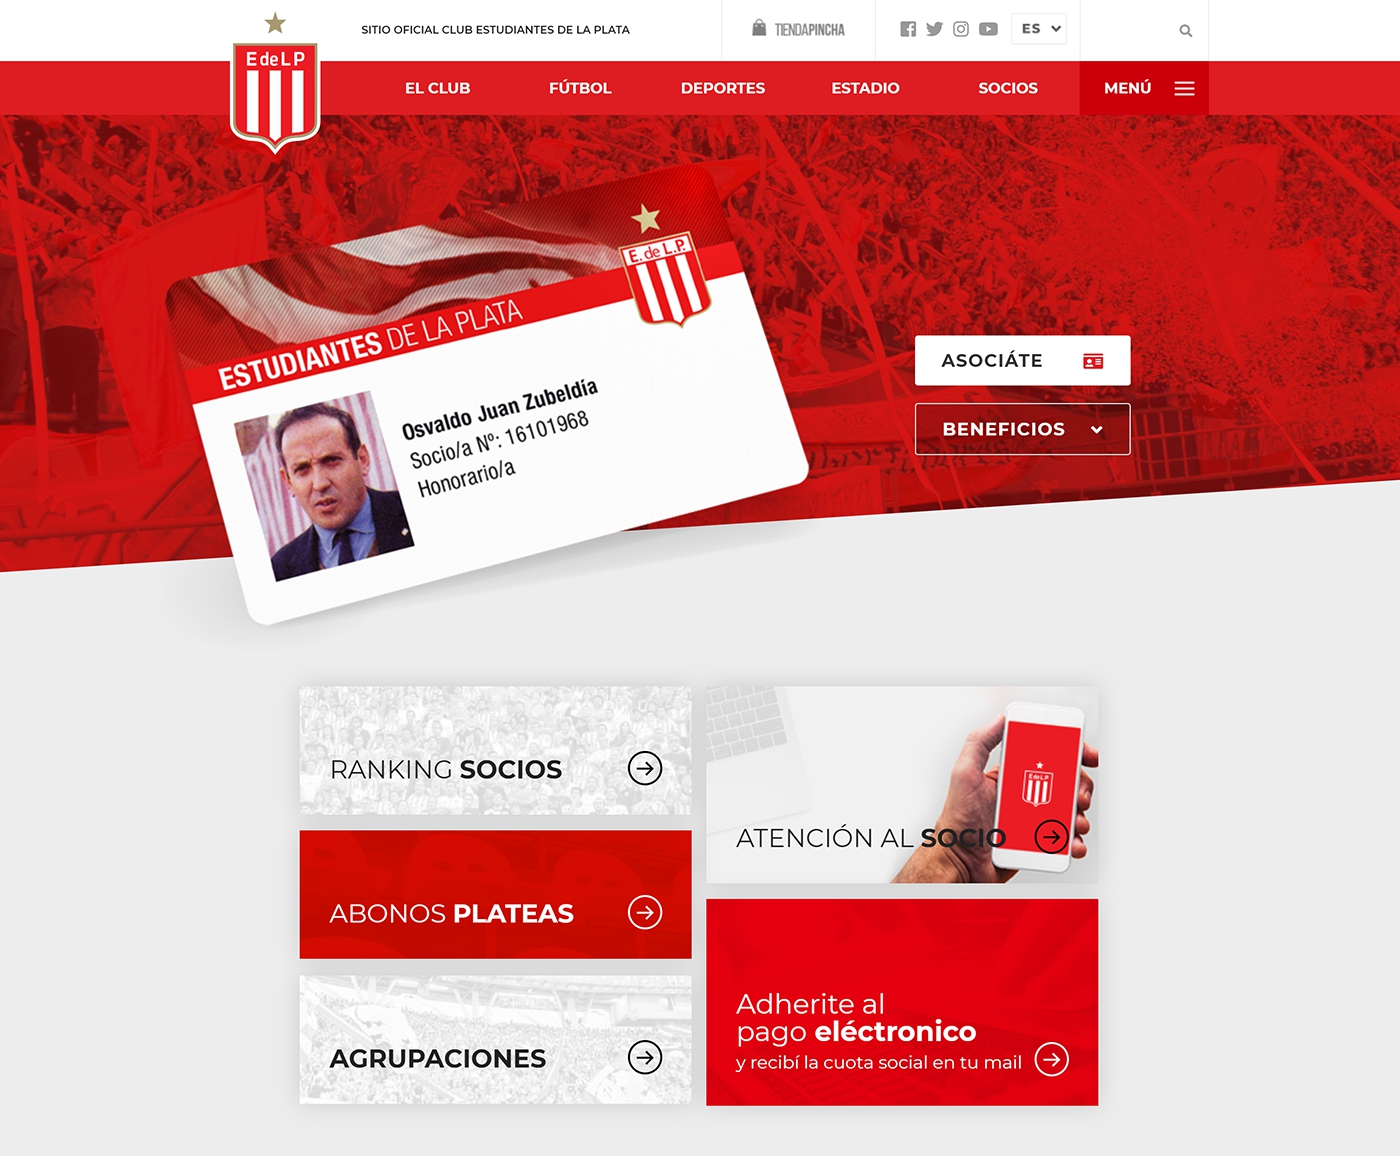 SITIO OFICIAL CLUB ESTUDIANTES DE LA PLATA
TIENDAPINCHA
ES
EdeLP
EL CLUB
FÚTBOL
DEPORTES
ESTADIO
SOCIOS
MENÚ
E. de L.P.
ESTUDIANTES DE LA PLATA
Osvaldo Juan Zubeldía
Socio/a Nº: 16101968
Honorario/a
ASOCIÁTE
BENEFICIOS
RANKING SOCIOS
EdeLP
ATENCIÓN AL SOCIO
ABONOS PLATEAS
Adherite al
pago eléctronico
y recibí la cuota social en tu mail
AGRUPACIONES